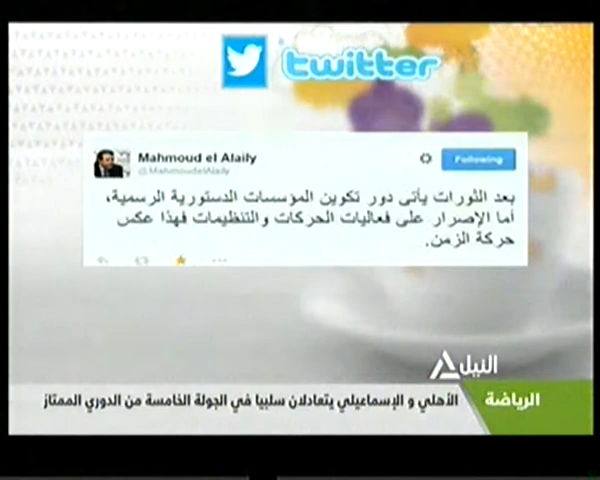 twitter
Mahmoud el Alaily
@MahmoudelAlaily
Following
بعد الثورات يأتى دور تكوين المؤسسات الدستورية الرسمية،
أما الإصرار على فعاليات الحركات والتنظيمات فهذا عكس
حركة الزمن.
النيل
الرياضة
الأهلي و الإسماعيلي يتعادلان سلبيا في الجولة الخامسة من الدوري الممتاز